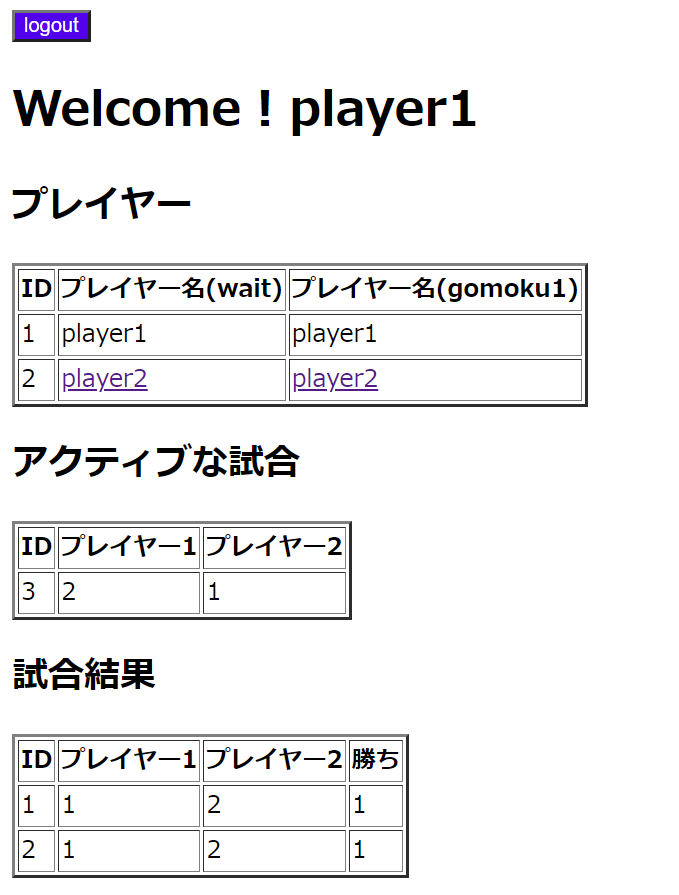 logout
Welcome ! player1
プレイヤー
ID プレイヤー名(wait) プレイヤー名(gomoku1)
1 player1 player1
2 player2 player2
アクティブな試合
ID プレイヤー1 プレイヤー2
3 2 1
試合結果
ID プレイヤー1 プレイヤー2 勝ち
1 1 2 1
2 1 2 1